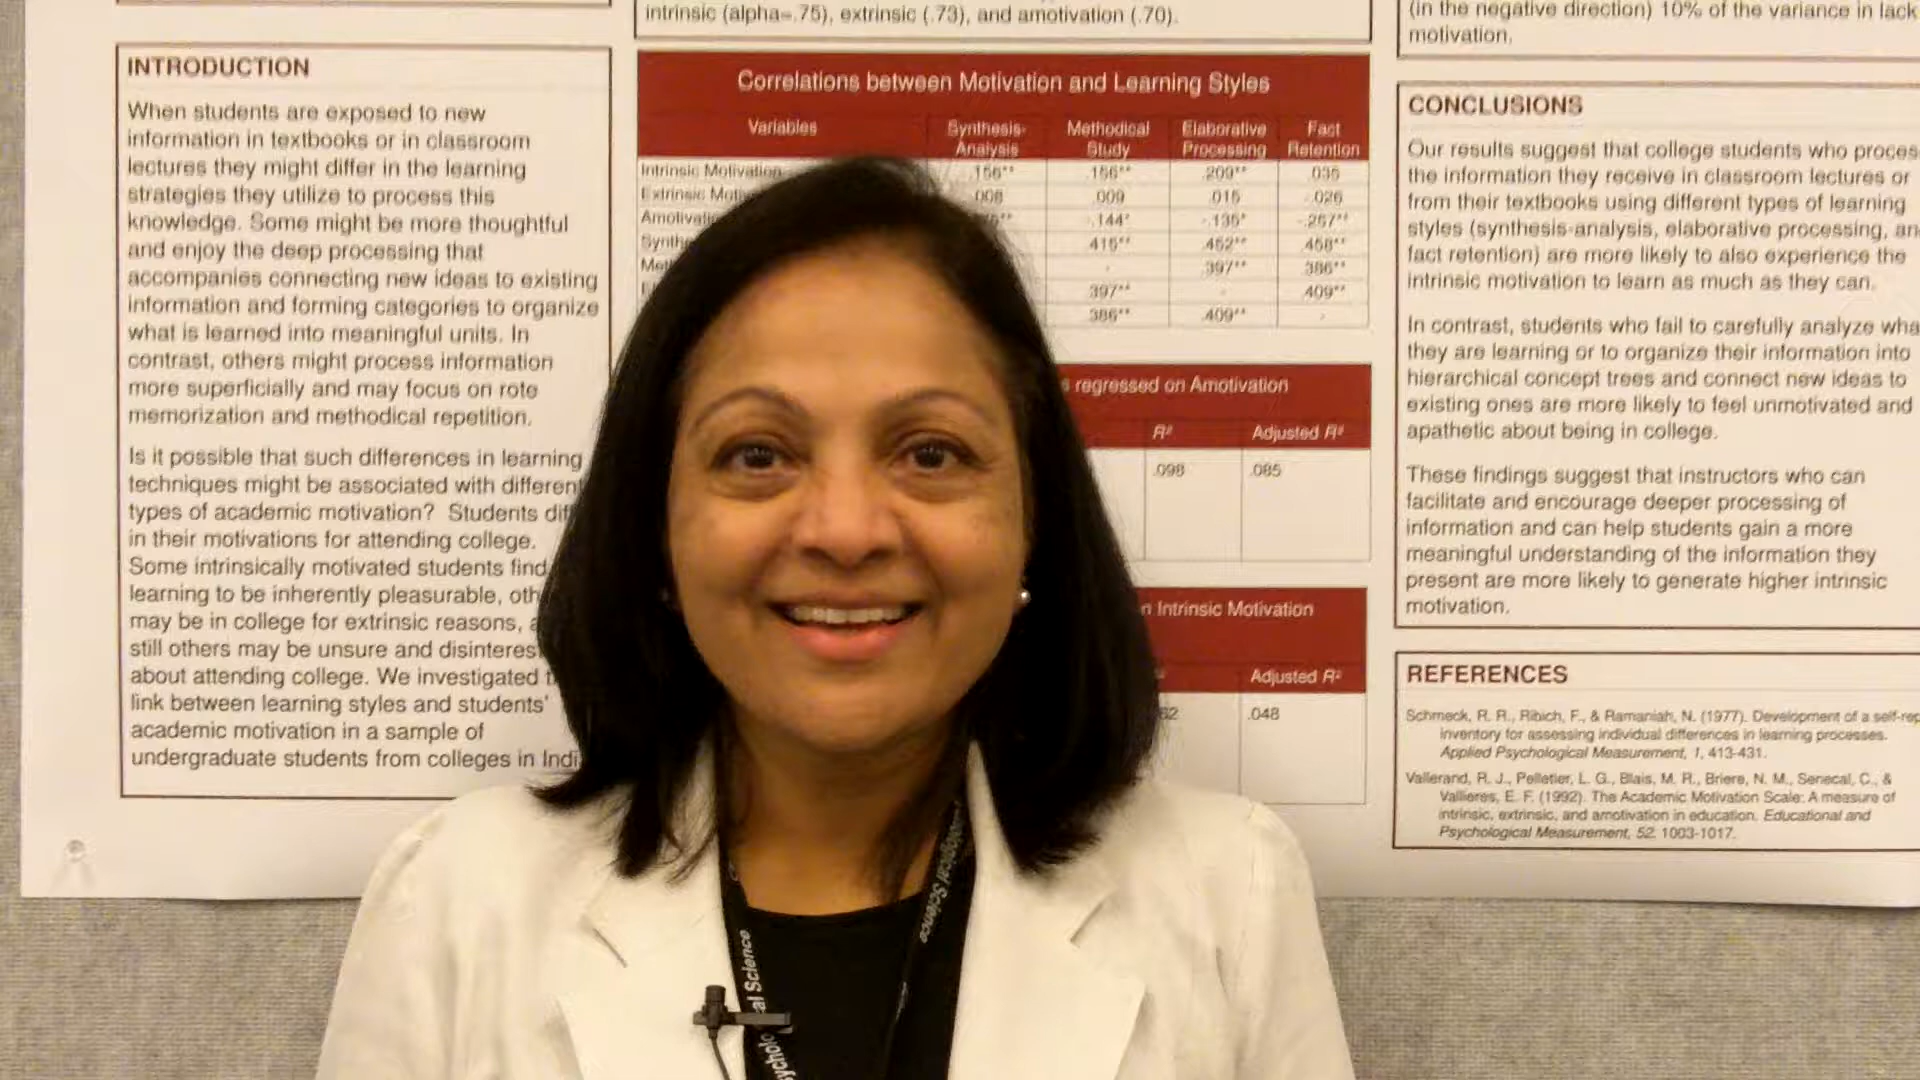 INTRODUCTION
When students are exposed to new
information in textbooks or in classroom
lectures they might differ in the learning
strategies they utilize to process this
knowledge. Some might be more thoughtful
and enjoy the deep processing that
accompanies connecting new ideas to existing
information and forming categories to organize
what is learned into meaningful units. In
contrast, others might process information
more superficially and may focus on rote
memorization and methodical repetition.
Is it possible that such differences in learning
techniques might be associated with different
types of academic motivation? Students dif
in their motivations for attending college.
Some intrinsically motivated students find
learning to be inherently pleasurable, oth
may be in college for extrinsic reasons, a
still others may be unsure and disinteres
about attending college. We investigated t
link between learning styles and students'
academic motivation in a sample of
undergraduate students from colleges in Indi
intrinsic (alpha=.75), extrinsic (.73), and amotivation (.70).
Correlations between Motivation and Learning Styles
Variables Synthesis-Analysis Methodical Study Elaborative Processing Fact Retention
Intrinsic Motivation .156** .156** .209** .035
Extrinsic Motiv .008 .009 .015 .026
Amotivatio ** -.144* -.135* -.267**
Synthe 415** .452** .458**
Met - .397** .386**
.397** - .409**
.386** .409** -
s regressed on Amotivation
R² Adjusted R²
.098 .085
n Intrinsic Motivation
Adjusted R²
62 .048
(in the negative direction) 10% of the variance in lack
motivation.
CONCLUSIONS
Our results suggest that college students who proces
the information they receive in classroom lectures or
from their textbooks using different types of learning
styles (synthesis-analysis, elaborative processing, an
fact retention) are more likely to also experience the
intrinsic motivation to learn as much as they can.
In contrast, students who fail to carefully analyze wha
they are learning or to organize their information into
hierarchical concept trees and connect new ideas to
existing ones are more likely to feel unmotivated and
apathetic about being in college.
These findings suggest that instructors who can
facilitate and encourage deeper processing of
information and can help students gain a more
meaningful understanding of the information they
present are more likely to generate higher intrinsic
motivation.
REFERENCES
Schmeck, R. R., Ribich, F., & Ramaniah, N. (1977). Development of a self-rep
inventory for assessing individual differences in learning processes.
Applied Psychological Measurement, 1, 413-431.
Vallerand, R. J., Pelletier, L. G., Blais, M. R., Briere, N. M., Senecal, C., &
Vallieres, E. F. (1992). The Academic Motivation Scale: A measure of
intrinsic, extrinsic, and amotivation in education. Educational and
Psychological Measurement, 52, 1003-1017.
ological Science
ycholo
al Science